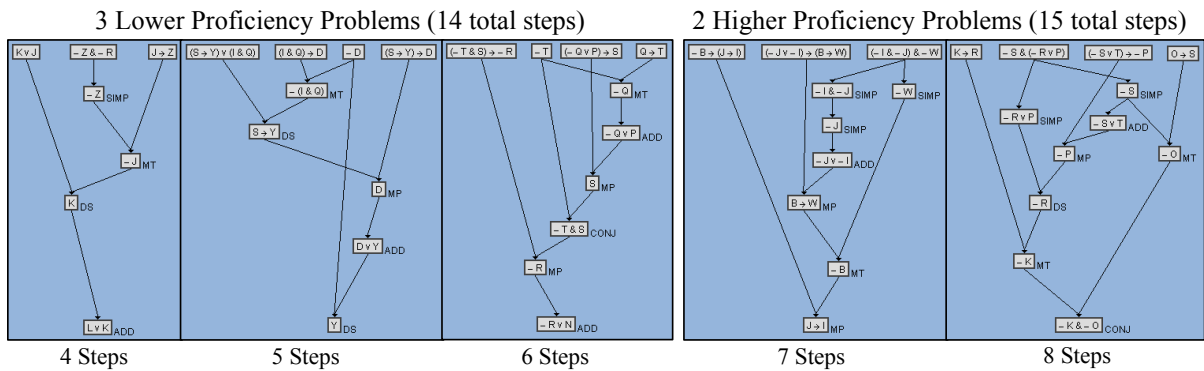 3 Lower Proficiency Problems (14 total steps)
2 Higher Proficiency Problems (15 total steps)
K∨J
−Z & −R
J→Z
−Z SIMP
−J MT
K DS
L∨K ADD
4 Steps
(S→Y)∨(I & Q)
(I & Q)→D
−D
(S→Y)→D
−(I & Q) MT
S→Y DS
D MP
D∨Y ADD
Y DS
5 Steps
(−T & S)→−R
−T
(−Q∨P)→S
Q→T
−Q MT
−Q∨P ADD
S MP
−T & S CONJ
−R MP
−R∨N ADD
6 Steps
−B→(J→I)
(−J∨−I)→(B→W)
(−I & −J) & −W
−I & −J SIMP
−W SIMP
−J SIMP
−J∨−I ADD
B→W MP
−B MT
J→I MP
7 Steps
K→R
−S & (−R∨P)
(−S∨T)→−P
O→S
−S SIMP
−R∨P SIMP
−S∨T ADD
−P MP
−O MT
−R DS
−K MT
−K & −O CONJ
8 Steps